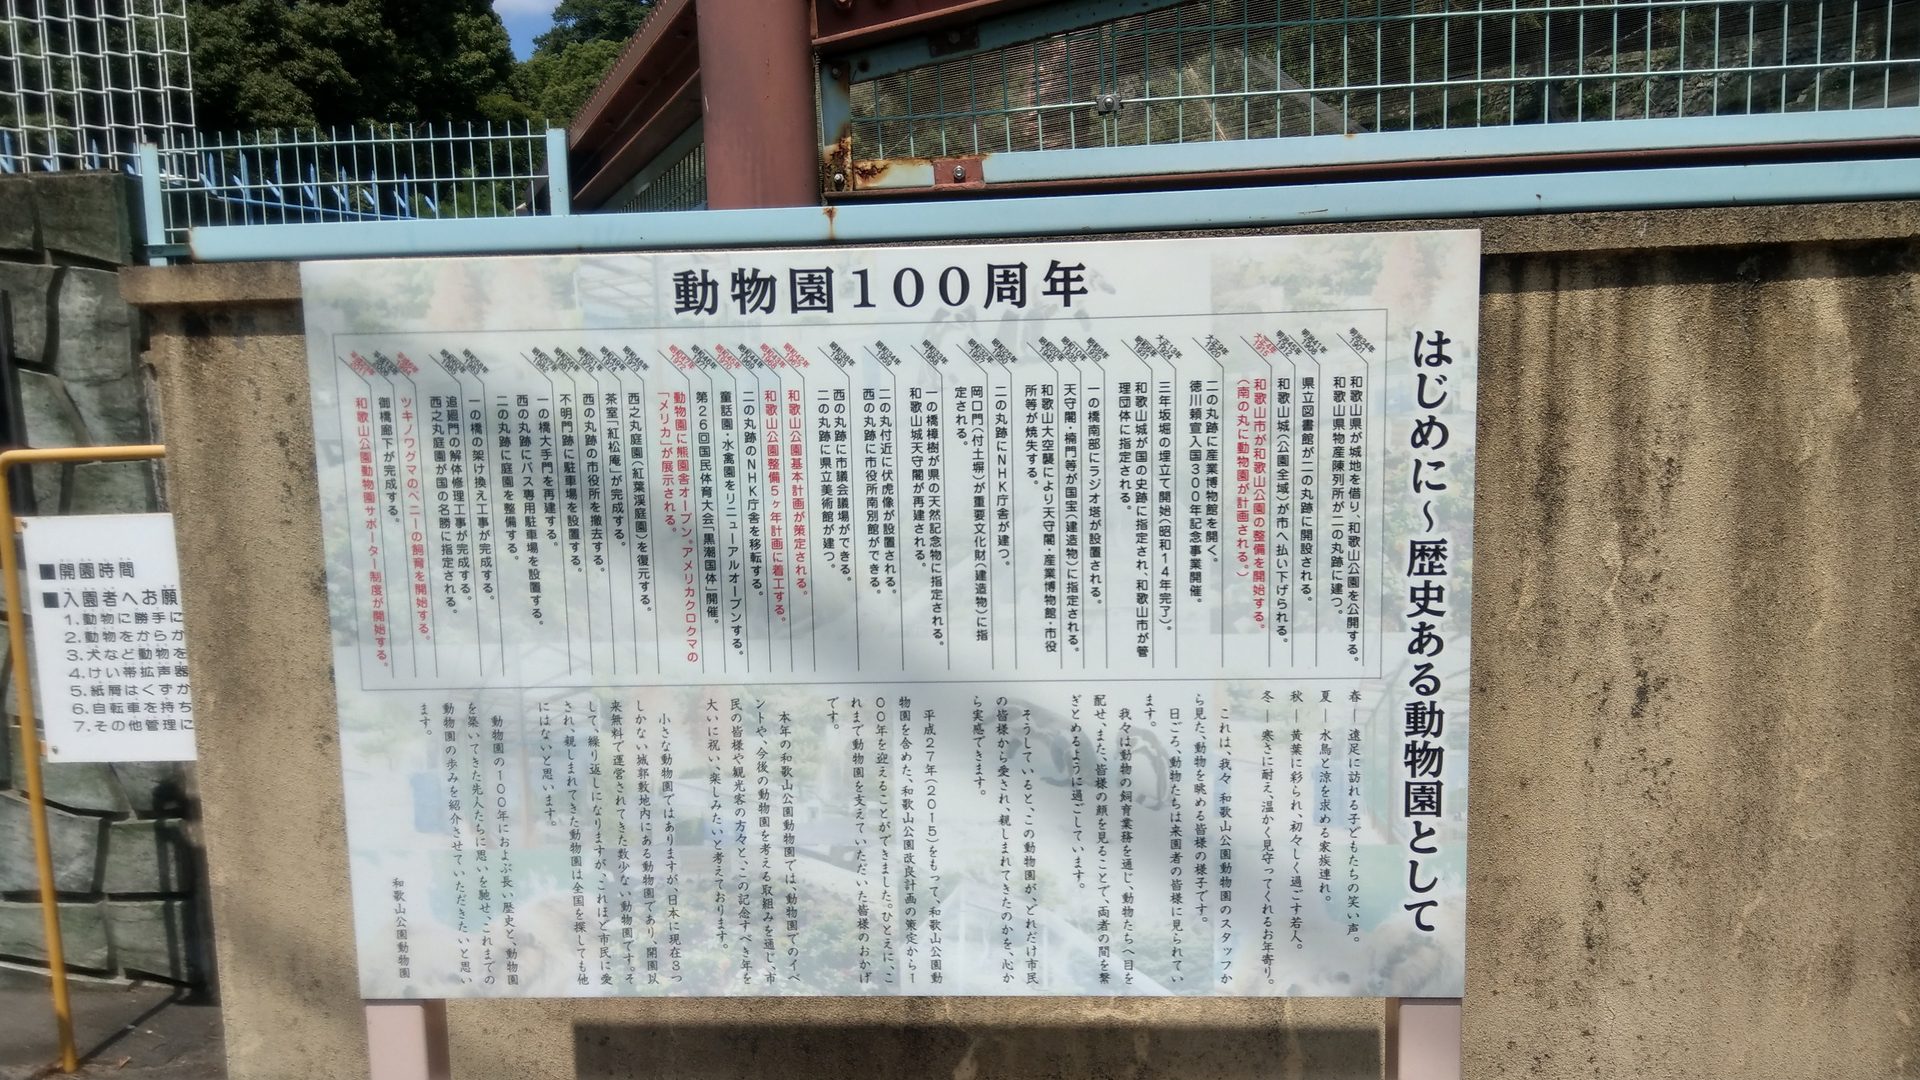 動物園100周年
はじめに～歴史ある動物園として
和歌山県が城地を借り、和歌山公園を公開する。
和歌山県物産陳列所が二の丸跡に建つ。
県立図書館が二の丸跡に開設される。
和歌山城(公園全域)が市へ払い下げられる。
和歌山市が和歌山公園の整備を開始する。
(南の丸に動物園が計画される。)
二の丸跡に産業博物館を開く。
徳川頼宣入国300年記念事業開催。
三年坂堀の埋立て開始(昭和14年完了)。
和歌山城が国の史跡に指定され、和歌山市が管
理団体に指定される。
一の橋南部にラジオ塔が設置される。
天守閣・楠門等が国宝(建造物)に指定される。
和歌山大空襲により天守閣・産業博物館・市役
所等が焼失する。
二の丸跡にNHK庁舎が建つ。
岡口門(付土塀)が重要文化財(建造物)に指
定される。
一の橋樟樹が県の天然記念物に指定される。
和歌山城天守閣が再建される。
二の丸付近に伏虎像が設置される。
西の丸跡に市役所南別館ができる。
西の丸跡に市議会議場ができる。
二の丸跡に県立美術館が建つ。
和歌山公園基本計画が策定される。
和歌山公園整備5ヶ年計画に着工する。
二の丸跡のNHK庁舎を移転する。
童話園・水禽園をリニューアルオープンする。
第26回国民体育大会「黒潮国体」開催。
動物園に熊園舎オープン。アメリカクロクマの
「メリカ」が展示される。
西之丸庭園(紅葉渓庭園)を復元する。
茶室「紅松庵」が完成する。
西の丸跡の市役所を撤去する。
不明門跡に駐車場を設置する。
一の橋大手門を再建する。
西の丸跡にバス専用駐車場を設置する。
二の丸跡に庭園を整備する。
一の橋の架け換え工事が完成する。
追廻門の解体修理工事が完成する。
西之丸庭園が国の名勝に指定される。
ツキノワグマのベニーの飼育を開始する。
御橋廊下が完成する。
和歌山公園動物園サポーター制度が開始する。
春―遠足に訪れる子どもたちの笑い声。
夏―水鳥と涼を求める家族連れ。
秋―黄葉に彩られ、初々しく過ごす若人。
冬―寒さに耐え、温かく見守ってくれるお年寄り。
これは、我々 和歌山公園動物園のスタッフか
ら見た、動物を眺める皆様の様子です。
日ごろ、動物たちは来園者の皆様に見られてい
ます。
我々は動物の飼育業務を通じ、動物たちへ目を
配せ、また、皆様の顔を見ることで、両者の間を繋
ぎとめるように過ごしています。
そうしていると、この動物園が、どれだけ市民
の皆様から愛され、親しまれてきたのかを、心か
ら実感できます。
平成27年(2015)をもって、和歌山公園動
物園を含めた、和歌山公園改良計画の策定から1
00年を迎えることができました。ひとえに、こ
れまで動物園を支えていただいた皆様のおかげ
です。
本年の和歌山公園動物園では、動物園でのイベ
ントや、今後の動物園を考える取組みを通じ、市
民の皆様や観光客の方々と、この記念すべき年を
大いに祝い、楽しみたいと考えております。
小さな動物園ではありますが、日本に現在3つ
しかない城郭敷地内にある動物園であり、開園以
来無料で運営されてきた数少ない動物園です。そ
して、繰り返しになりますが、これほど市民に愛
され、親しまれてきた動物園は全国を探しても他
にはないと思います。
動物園の100年におよぶ長い歴史と、動物園
を築いてきた先人たちに思いを馳せ、これまでの
動物園の歩みを紹介させていただきたいと思い
ます。
和歌山公園動物園
■開園時間
■入園者へお願
1.動物に勝手に
2.動物をからか
3.犬など動物を
4.けい帯拡声器
5.紙屑はくずか
6.自転車を持ち
7.その他管理に